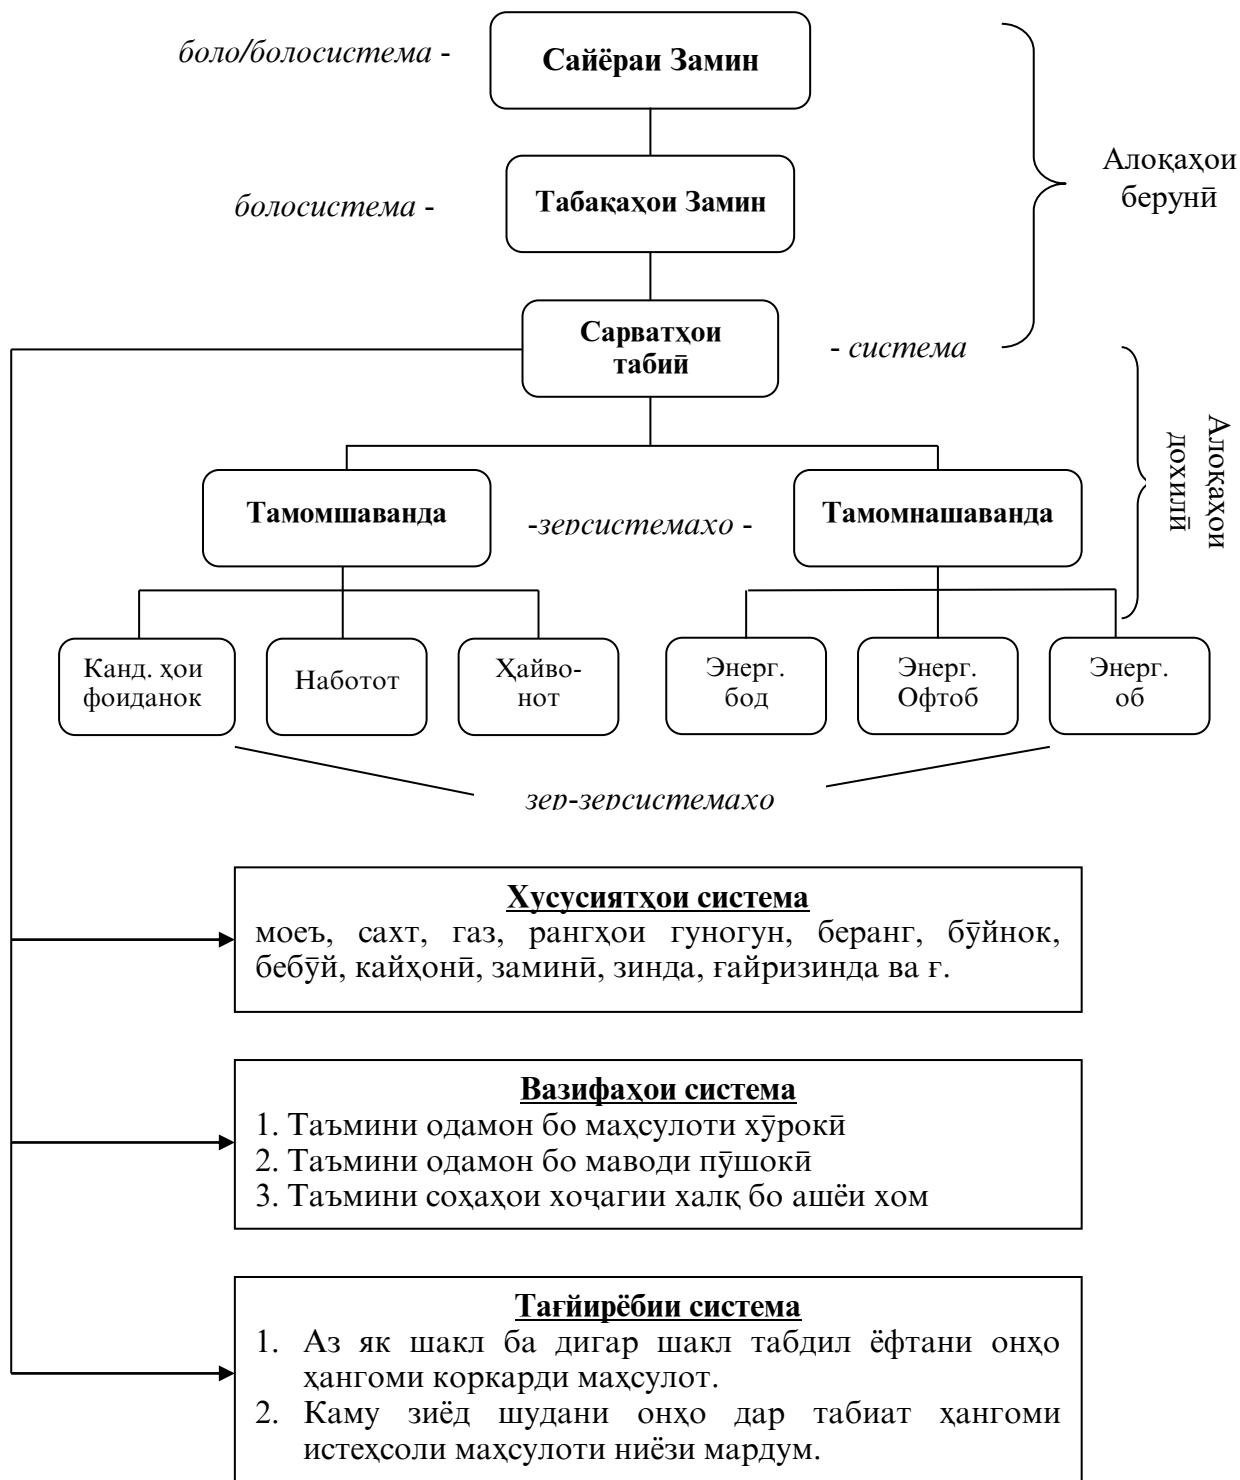 боло/болосистема -
Сайёраи Замин
Алоқаҳои
берунӣ
болосистема -
Табақаҳои Замин
Сарватҳои
табиӣ
- система
Алоқаҳои
дохилӣ
Тамомшаванда
-зерсистемахо -
Тамомнашаванда
Канд. ҳои
фоиданок
Наботот
Ҳайво-
нот
Энерг.
бод
Энерг.
Офтоб
Энерг.
об
зер-зерсистемахо
Хусусиятҳои система
моеъ, сахт, газ, рангҳои гуногун, беранг, бӯйнок,
бебӯй, кайҳонӣ, заминӣ, зинда, ғайризинда ва ғ.
Вазифаҳои система
1. Таъмини одамон бо маҳсулоти хӯрокӣ
2. Таъмини одамон бо маводи пӯшокӣ
3. Таъмини соҳаҳои хоҷагии халқ бо ашёи хом
Тағйирёбии система
1. Аз як шакл ба дигар шакл табдил ёфтани онҳо
ҳангоми коркарди маҳсулот.
2. Каму зиёд шудани онҳо дар табиат ҳангоми
истеҳсоли маҳсулоти ниёзи мардум.